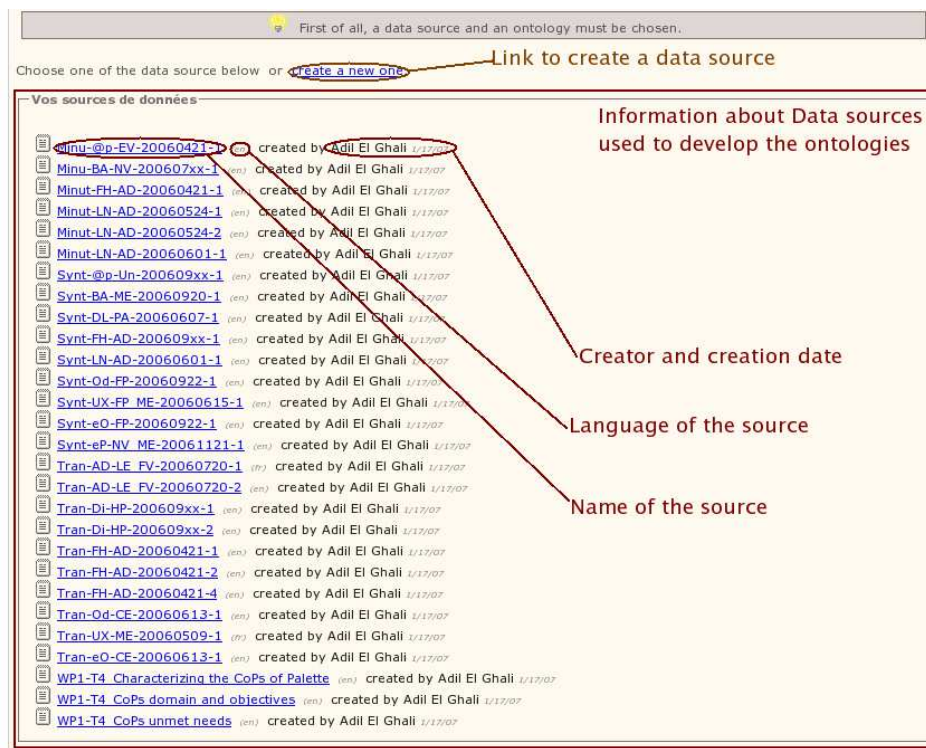 First of all, a data source and an ontology must be chosen.
Choose one of the data source below or create a new one
Link to create a data source
Vos sources de données
Information about Data sources
used to develop the ontologies
Minu-@p-EV-20060421-1 (en) created by Adil El Ghali 1/17/07
Minu-BA-NV-200607xx-1 (en) created by Adil El Ghali 1/17/07
Minut-FH-AD-20060421-1 (en) created by Adil El Ghali 1/17/07
Minut-LN-AD-20060524-1 (en) created by Adil El Ghali 1/17/07
Minut-LN-AD-20060524-2 (en) created by Adil El Ghali 1/17/07
Minut-LN-AD-20060601-1 (en) created by Adil El Ghali 1/17/07
Synt-@p-Un-200609xx-1 (en) created by Adil El Ghali 1/17/07
Synt-BA-ME-20060920-1 (en) created by Adil El Ghali 1/17/07
Synt-DL-PA-20060607-1 (en) created by Adil El Ghali 1/17/07
Synt-FH-AD-200609xx-1 (en) created by Adil El Ghali 1/17/07
Creator and creation date
Synt-LN-AD-20060601-1 (en) created by Adil El Ghali 1/17/07
Synt-Od-FP-20060922-1 (en) created by Adil El Ghali 1/17/07
Synt-UX-FP_ME-20060615-1 (en) created by Adil El Ghali 1/17/07
Synt-eO-FP-20060922-1 (en) created by Adil El Ghali 1/17/07
Language of the source
Synt-eP-NV_ME-20061121-1 (en) created by Adil El Ghali 1/17/07
Tran-AD-LE_FV-20060720-1 (fr) created by Adil El Ghali 1/17/07
Tran-AD-LE_FV-20060720-2 (en) created by Adil El Ghali 1/17/07
Tran-Di-HP-200609xx-1 (en) created by Adil El Ghali 1/17/07
Name of the source
Tran-Di-HP-200609xx-2 (en) created by Adil El Ghali 1/17/07
Tran-FH-AD-20060421-1 (en) created by Adil El Ghali 1/17/07
Tran-FH-AD-20060421-2 (en) created by Adil El Ghali 1/17/07
Tran-FH-AD-20060421-4 (en) created by Adil El Ghali 1/17/07
Tran-Od-CE-20060613-1 (en) created by Adil El Ghali 1/17/07
Tran-UX-ME-20060509-1 (fr) created by Adil El Ghali 1/17/07
Tran-eO-CE-20060613-1 (en) created by Adil El Ghali 1/17/07
WP1-T4_Characterizing the CoPs of Palette (en) created by Adil El Ghali 1/17/07
WP1-T4_CoPs domain and objectives (en) created by Adil El Ghali 1/17/07
WP1-T4_CoPs unmet needs (en) created by Adil El Ghali 1/17/07